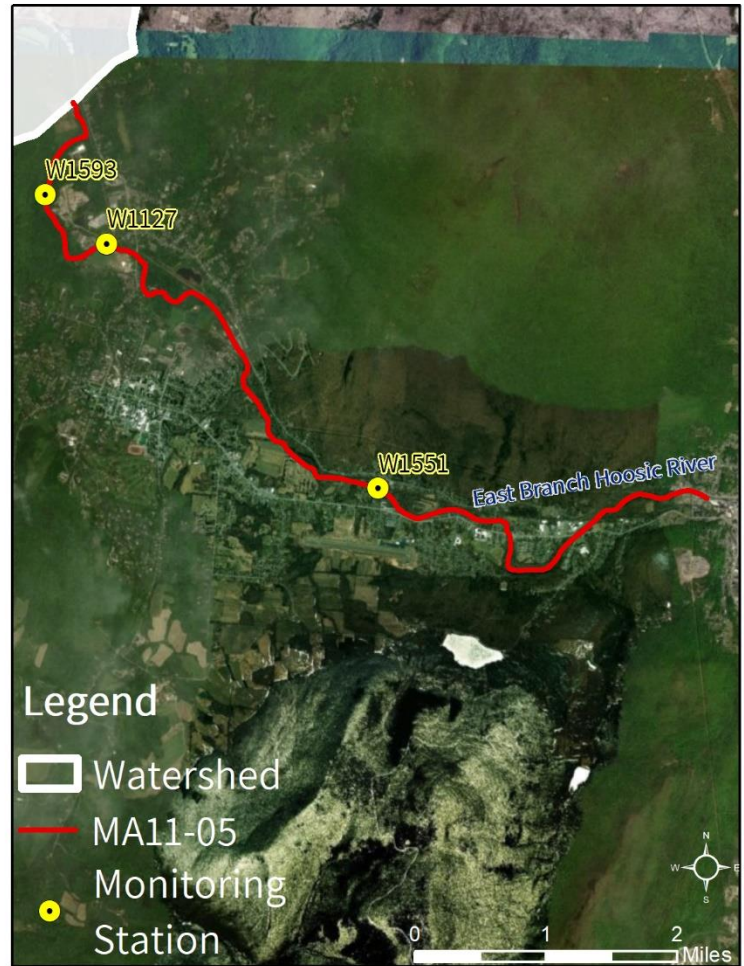 W1593
W1127
W1551
East Branch Hoosic River
Legend
Watershed
MA11-05
Monitoring
Station
N
W
E
S
0
1
2
Miles